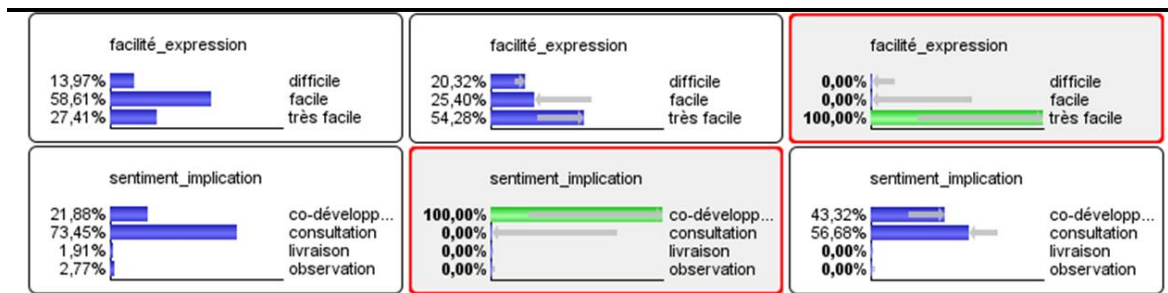 facilité_expression
13,97% difficile
58,61% facile
27,41% très facile
facilité_expression
20,32% difficile
25,40% facile
54,28% très facile
facilité_expression
0,00% difficile
0,00% facile
100,00% très facile
sentiment_implication
21,88% co-développ...
73,45% consultation
1,91% livraison
2,77% observation
sentiment_implication
100,00% co-développ...
0,00% consultation
0,00% livraison
0,00% observation
sentiment_implication
43,32% co-développ...
56,68% consultation
0,00% livraison
0,00% observation